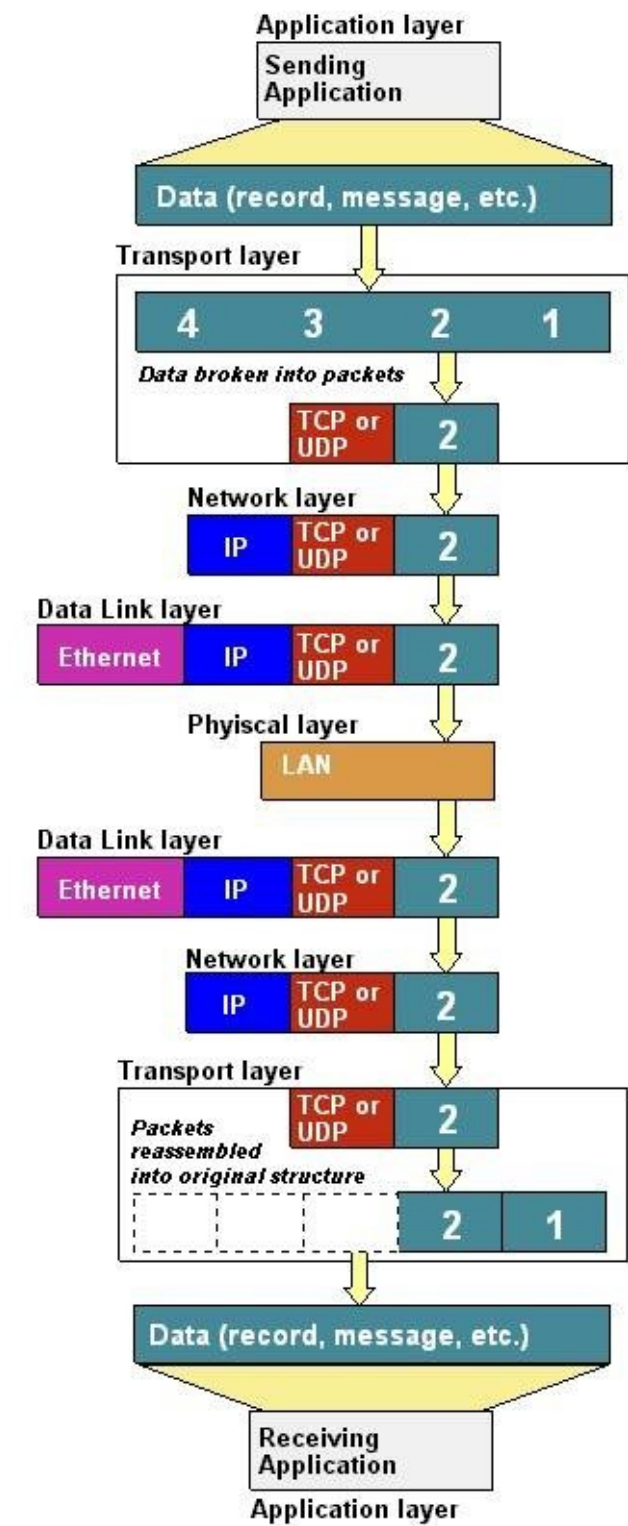 Application layer
Sending
Application
Data (record, message, etc.)
Transport layer
4 3 2 1
Data broken into packets
TCP or
UDP
2
Network layer
IP
TCP or
UDP
2
Data Link layer
Ethernet
IP
TCP or
UDP
2
Phyiscal layer
LAN
Data Link layer
Ethernet
IP
TCP or
UDP
2
Network layer
IP
TCP or
UDP
2
Transport layer
TCP or
UDP
2
Packets
reassembled
into original structure
2 1
Data (record, message, etc.)
Receiving
Application
Application layer